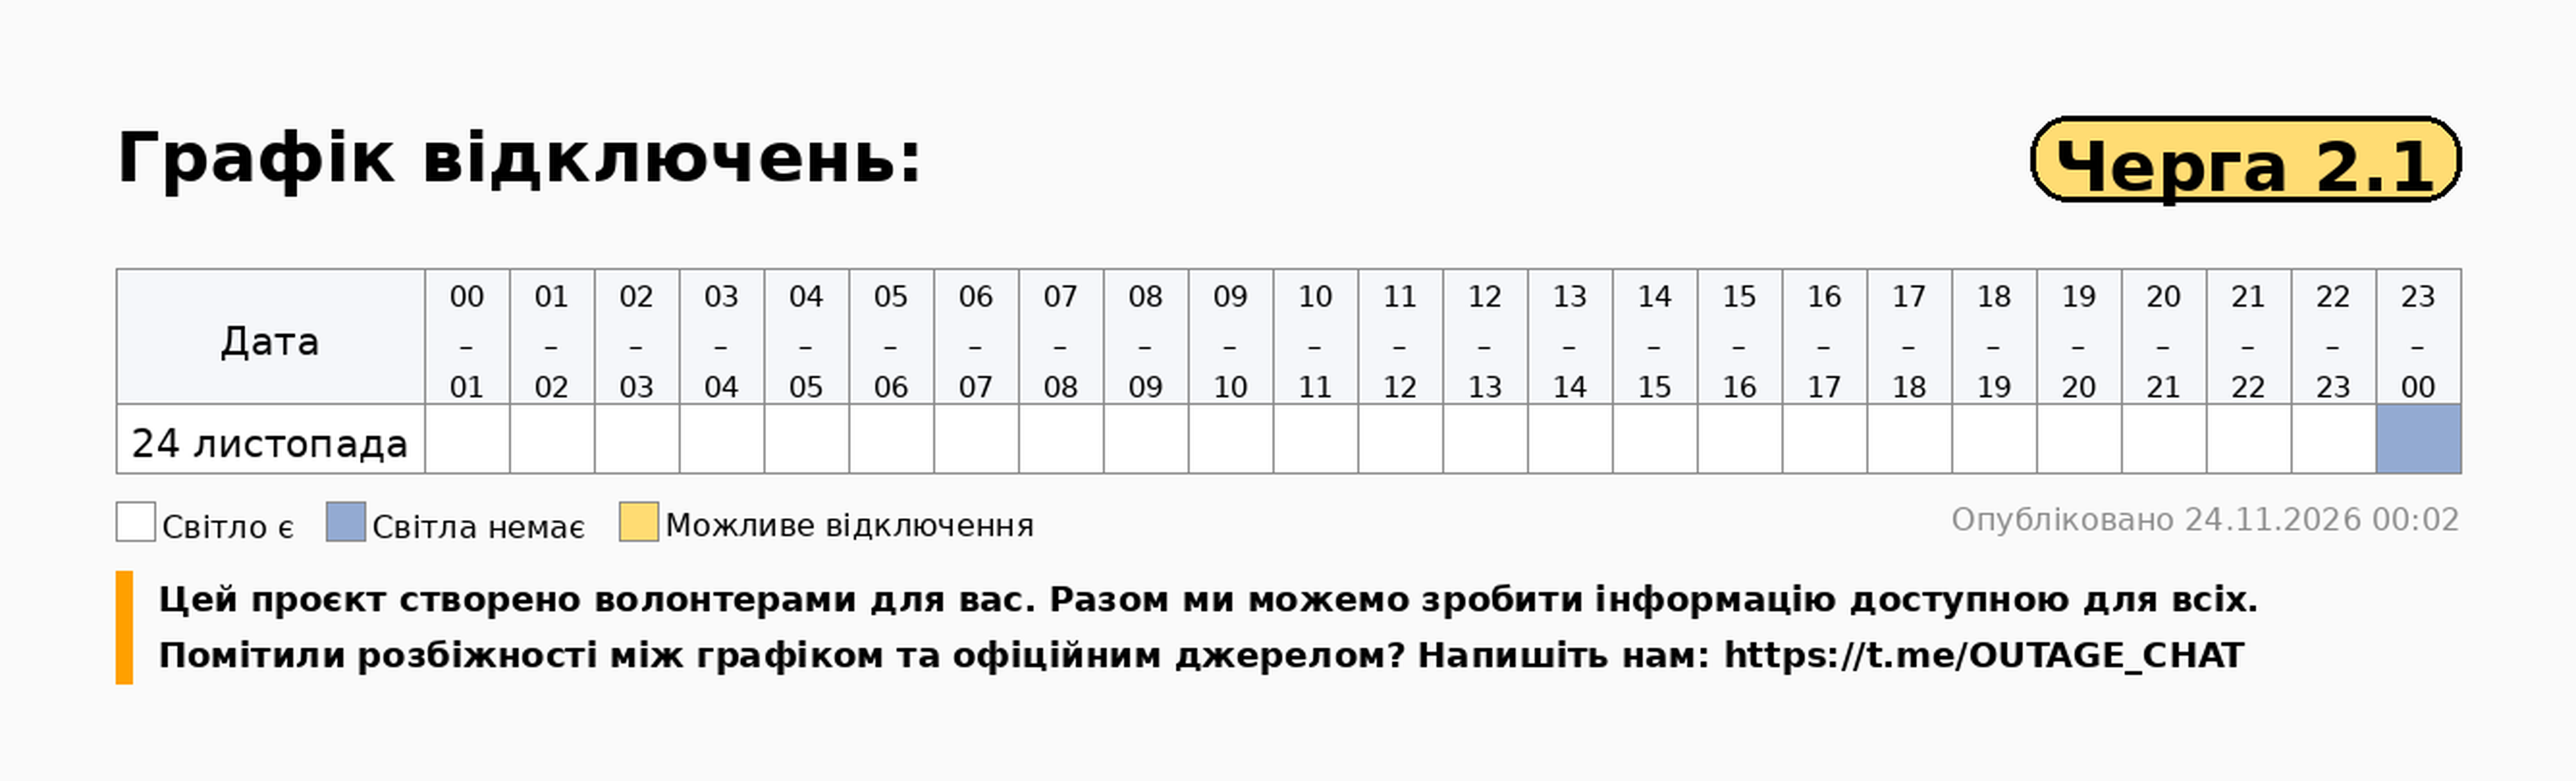 Графік відключень:
Черга 2.1
Дата 00 – 01 01 – 02 02 – 03 03 – 04 04 – 05 05 – 06 06 – 07 07 – 08 08 – 09 09 – 10 10 – 11 11 – 12 12 – 13 13 – 14 14 – 15 15 – 16 16 – 17 17 – 18 18 – 19 19 – 20 20 – 21 21 – 22 22 – 23 23 – 00
24 листопада
Світло є Світла немає Можливе відключення
Опубліковано 24.11.2026 00:02
Цей проєкт створено волонтерами для вас. Разом ми можемо зробити інформацію доступною для всіх.
Помітили розбіжності між графіком та офіційним джерелом? Напишіть нам: https://t.me/OUTAGE_CHAT